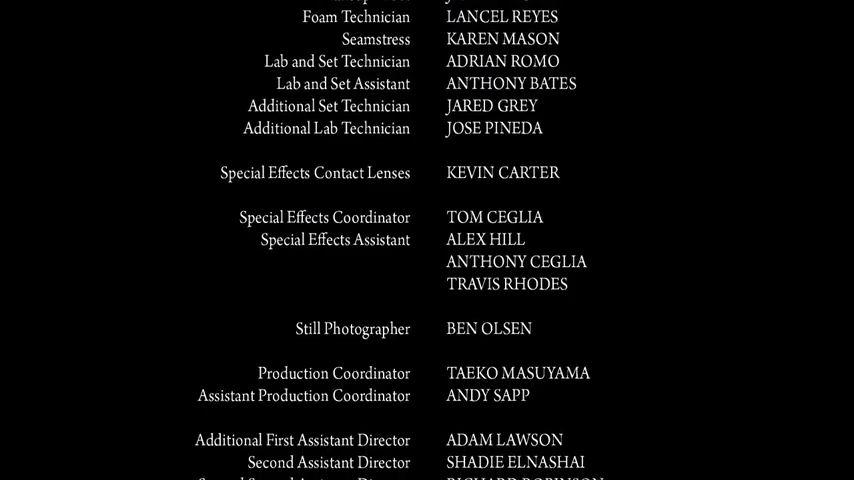 Foam Technician LANCEL REYES
Seamstress KAREN MASON
Lab and Set Technician ADRIAN ROMO
Lab and Set Assistant ANTHONY BATES
Additional Set Technician JARED GREY
Additional Lab Technician JOSE PINEDA
Special Effects Contact Lenses KEVIN CARTER
Special Effects Coordinator TOM CEGLIA
Special Effects Assistant ALEX HILL
ANTHONY CEGLIA
TRAVIS RHODES
Still Photographer BEN OLSEN
Production Coordinator TAEKO MASUYAMA
Assistant Production Coordinator ANDY SAPP
Additional First Assistant Director ADAM LAWSON
Second Assistant Director SHADIE ELNASHAI
RICHARD ROBINSON